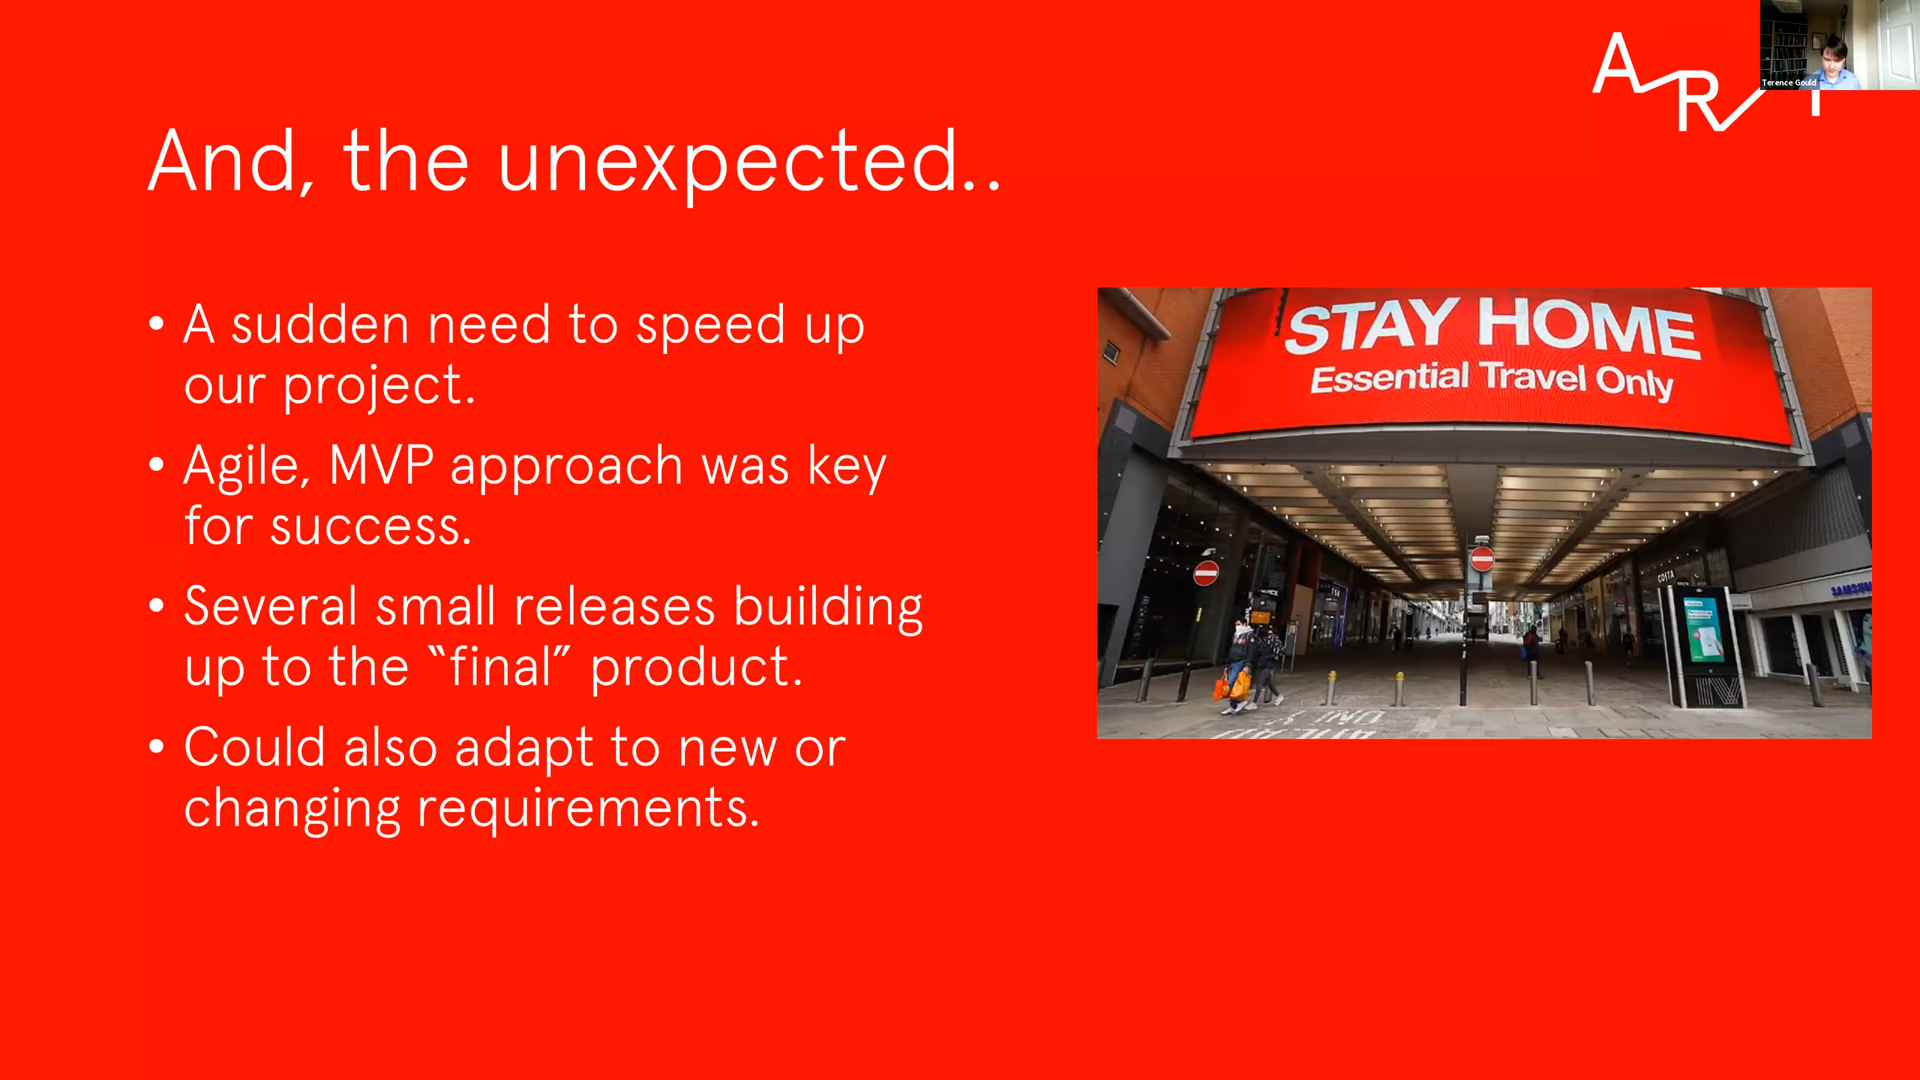 A R T
Terence Gould
And, the unexpected..
• A sudden need to speed up
our project.
• Agile, MVP approach was key
for success.
• Several small releases building
up to the “final” product.
• Could also adapt to new or
changing requirements.
STAY HOME
Essential Travel Only
COSTA
SAMSUNG